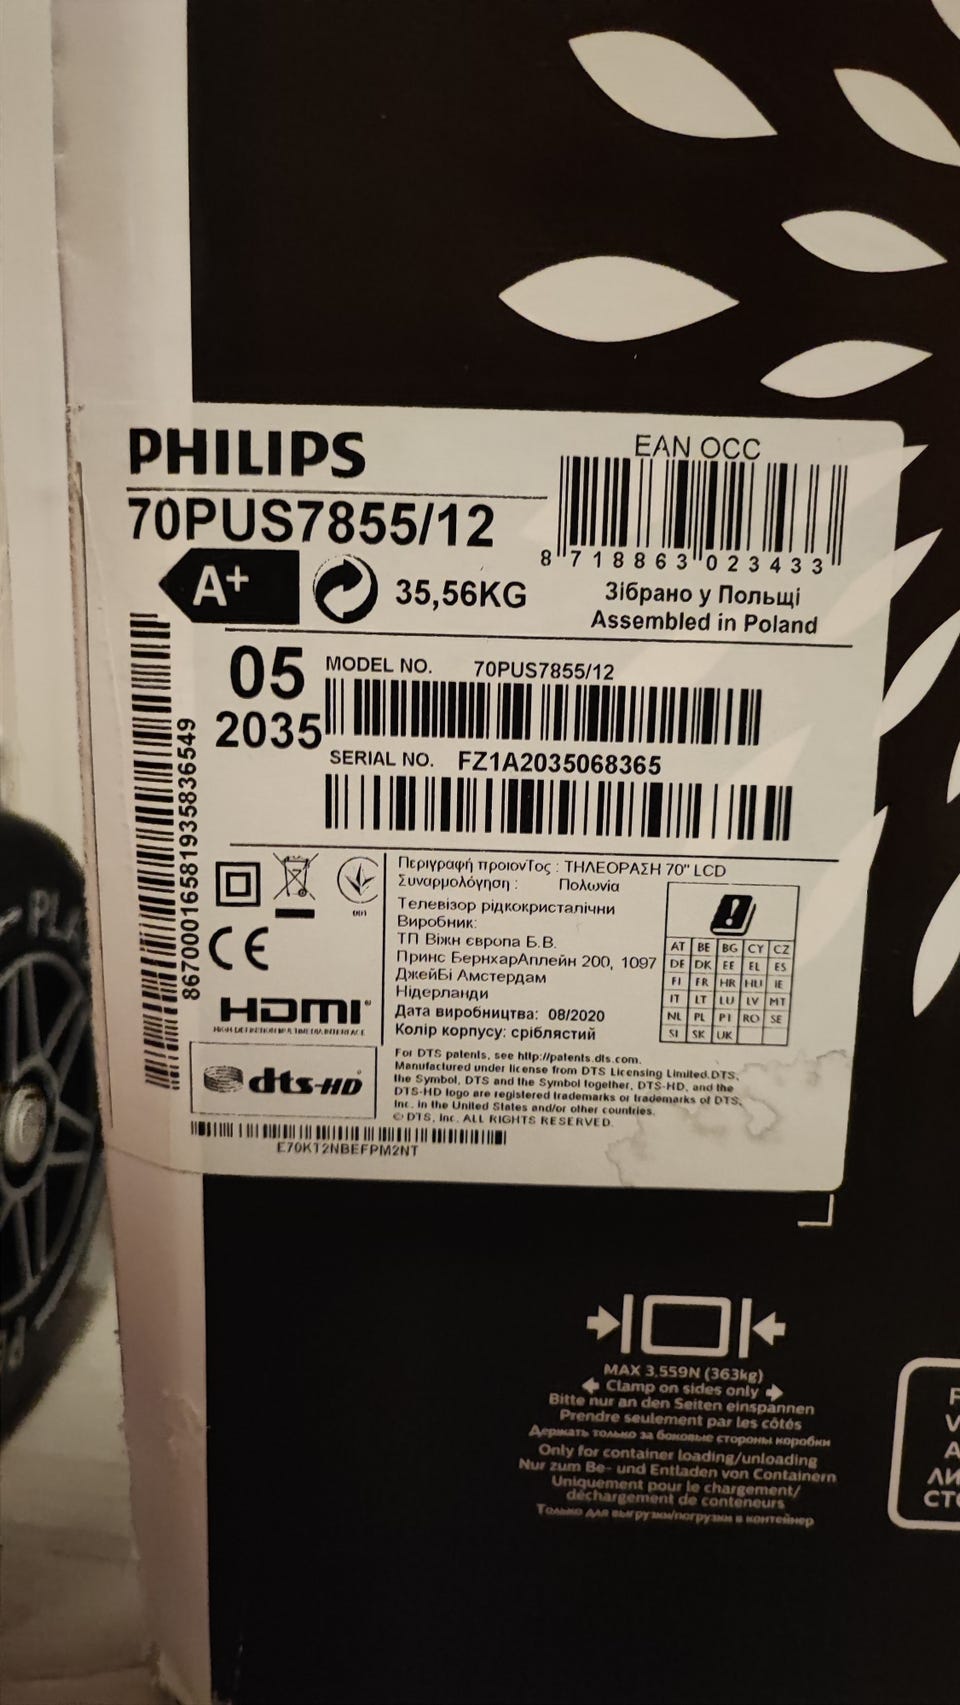 PHILIPS
70PUS7855/12
A+
35,56KG
EAN OCC
8 718863 023433
Зібрано у Польщі
Assembled in Poland
05
2035
MODEL NO. 70PUS7855/12
SERIAL NO. FZ1A2035068365
86700016581935836549
Περιγραφή προιονΤος : ΤΗΛΕΟΡΑΣΗ 70" LCD
Συναρμολόγηση : Πολωνία
Телевізор рідкокристалічни
Виробник:
ТП Віжн європа Б.В.
Принс БернхарАплейн 200, 1097
ДжейБі Амстердам
Нідерланди
Дата виробництва: 08/2020
Колір корпусу: сріблястий
001
CE
HDMI
HIGH-DEFINITION MULTIMEDIA INTERFACE
AT BE BG CY CZ
DE DK EE EL ES
FI FR HR HU IE
IT LT LU LV MT
NL PL PT RO SE
SI SK UK
dts-HD
For DTS patents, see http://patents.dts.com.
Manufactured under license from DTS Licensing Limited.DTS,
the Symbol, DTS and the Symbol together, DTS-HD, and the
DTS-HD logo are registered trademarks or trademarks of DTS,
Inc. in the United States and/or other countries.
© DTS, Inc. ALL RIGHTS RESERVED.
E70K12NBEFPM2NT
MAX 3,559N (363kg)
Clamp on sides only
Bitte nur an den Seiten einspannen
Prendre seulement par les côtés
Держать только за боковые стороны коробки
Only for container loading/unloading
Nur zum Be- und Entladen von Containern
Uniquement pour le chargement/
déchargement de conteneurs
Только для выгрузки/погрузки в контейнер